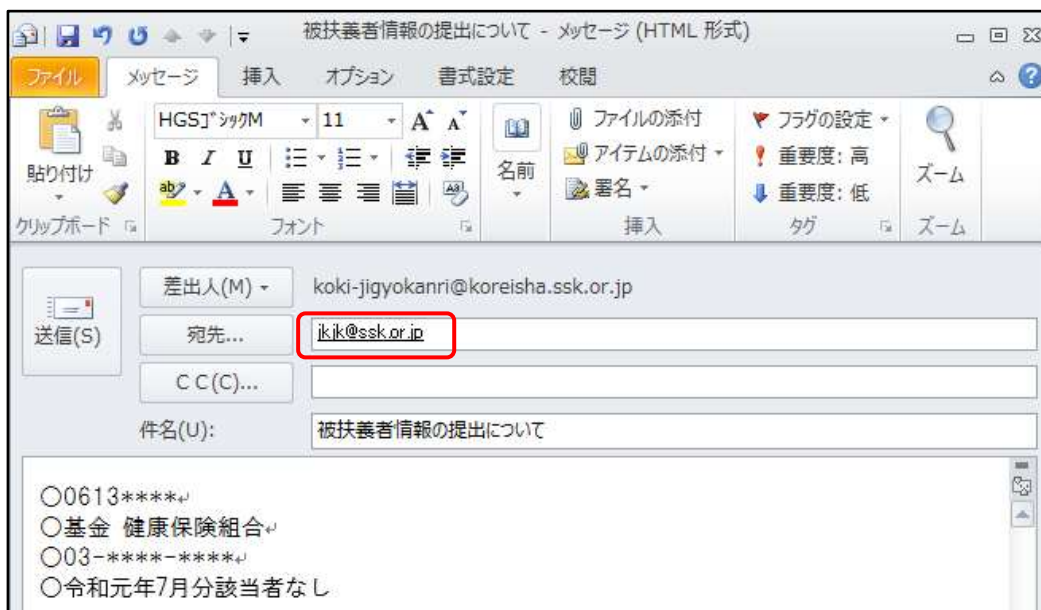 被扶養者情報の提出について - メッセージ (HTML 形式)
ファイル メッセージ 挿入 オプション 書式設定 校閲
HGSｺﾞｼｯｸM 11 A A ファイルの添付 フラグの設定
貼り付け B I U 名前 アイテムの添付 重要度: 高 ズーム
ab A 署名 重要度: 低
クリップボード フォント 挿入 タグ ズーム
差出人(M) koki-jigyokanri@koreisha.ssk.or.jp
送信(S) 宛先... jkjk@ssk.or.jp
ＣＣ(C)...
件名(U): 被扶養者情報の提出について
〇0613****
〇基金 健康保険組合
〇03-****-****
〇令和元年7月分該当者なし